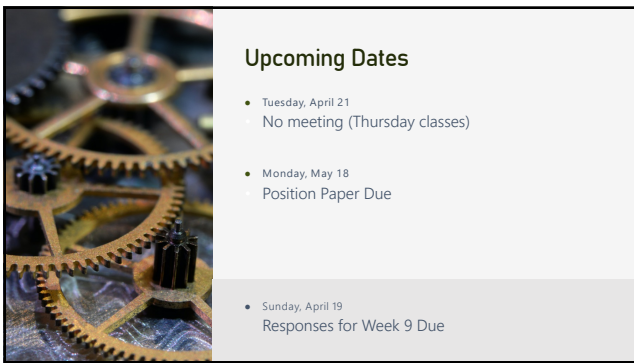 Upcoming Dates
• Tuesday, April 21
• No meeting (Thursday classes)
• Monday, May 18
• Position Paper Due
• Sunday, April 19
Responses for Week 9 Due